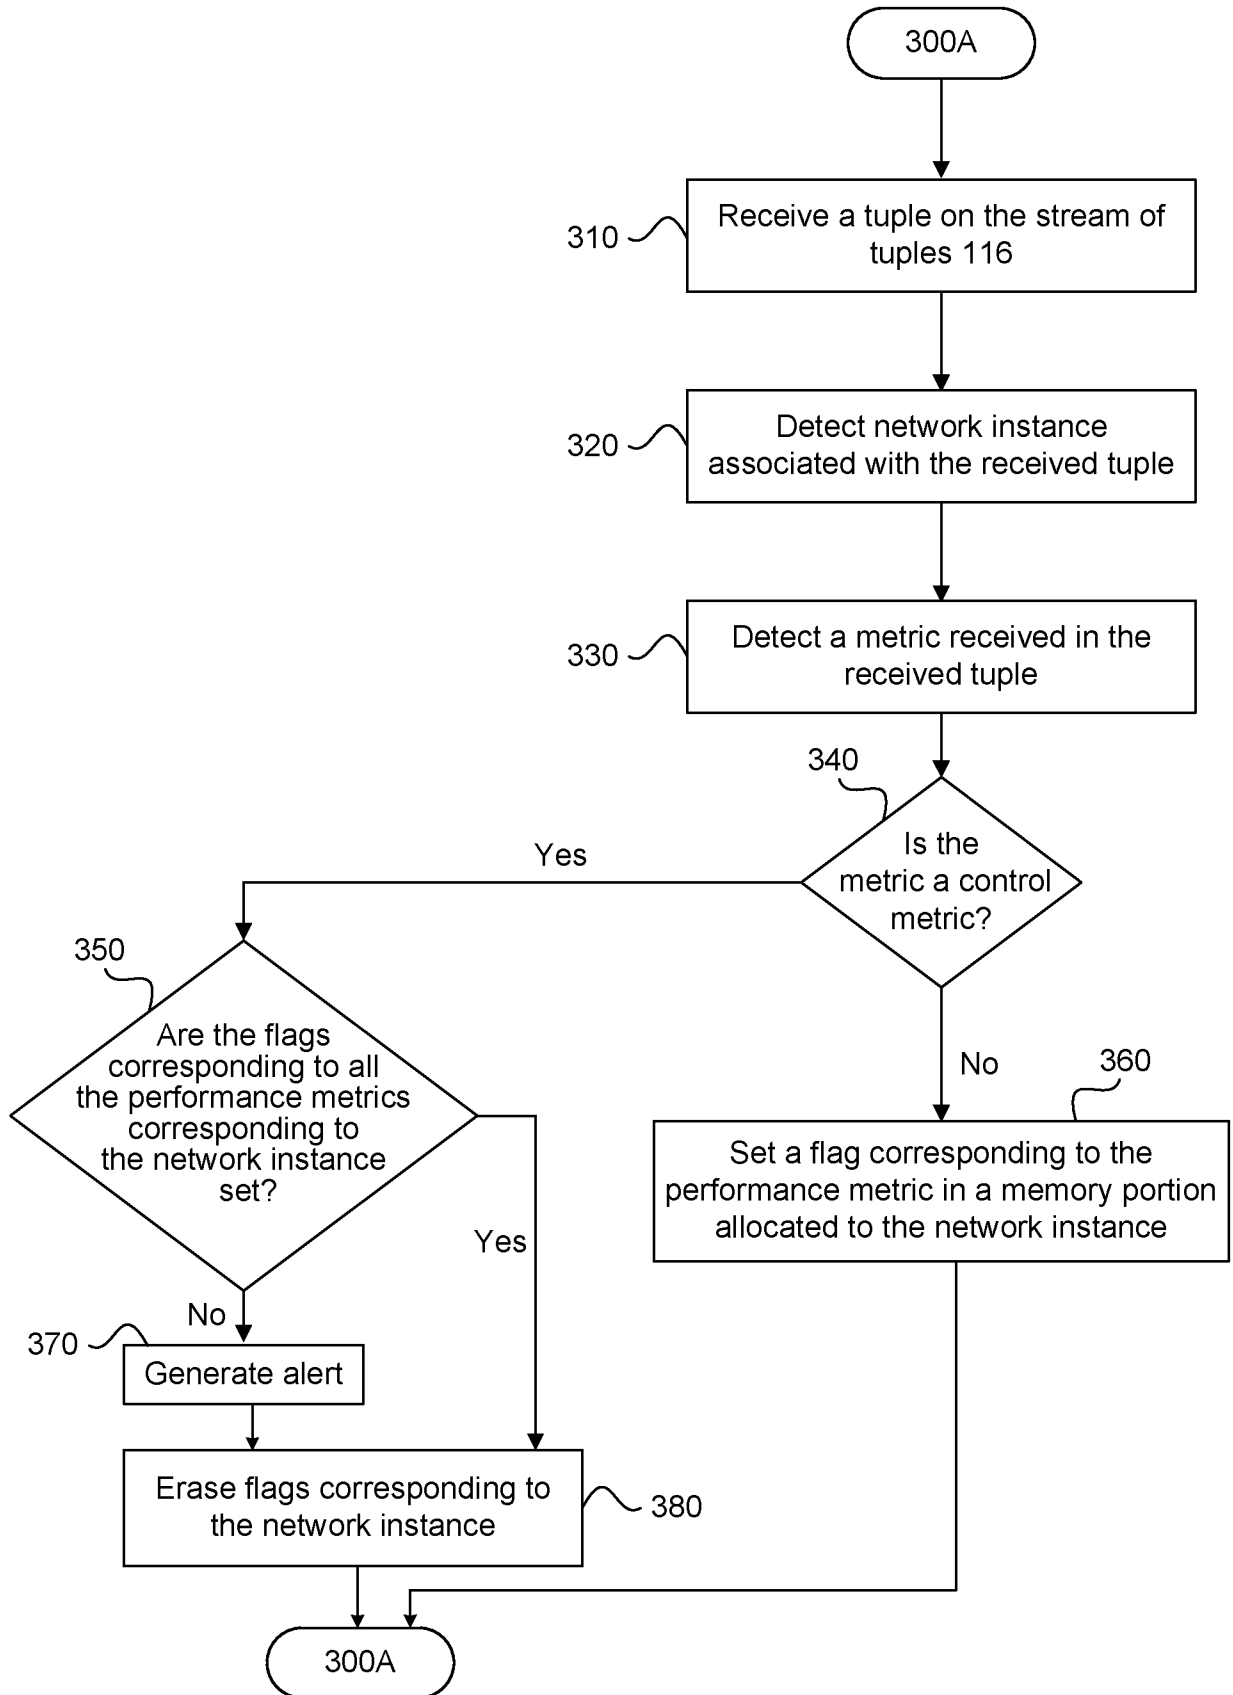 300A
310
Receive a tuple on the stream of
tuples 116
320
Detect network instance
associated with the received tuple
330
Detect a metric received in the
received tuple
340
Is the
metric a control
metric?
Yes
350
Are the flags
corresponding to all
the performance metrics
corresponding to
the network instance
set?
No
360
Set a flag corresponding to the
performance metric in a memory portion
allocated to the network instance
Yes
No
370
Generate alert
Erase flags corresponding to
the network instance
380
300A